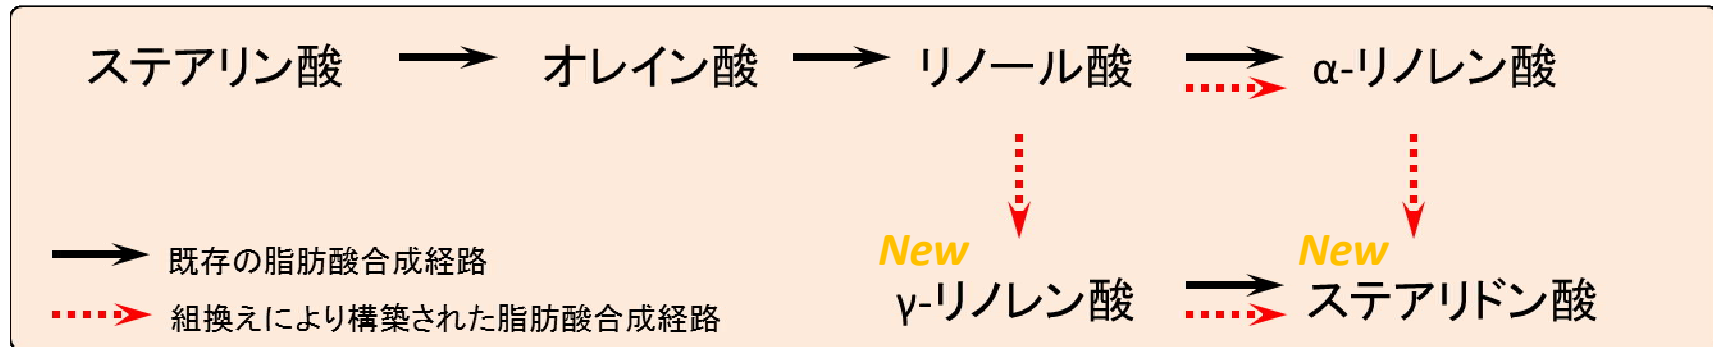 ステアリン酸 オレイン酸 リノール酸 α-リノレン酸
New New
既存の脂肪酸合成経路
γ-リノレン酸 ステアリドン酸
組換えにより構築された脂肪酸合成経路